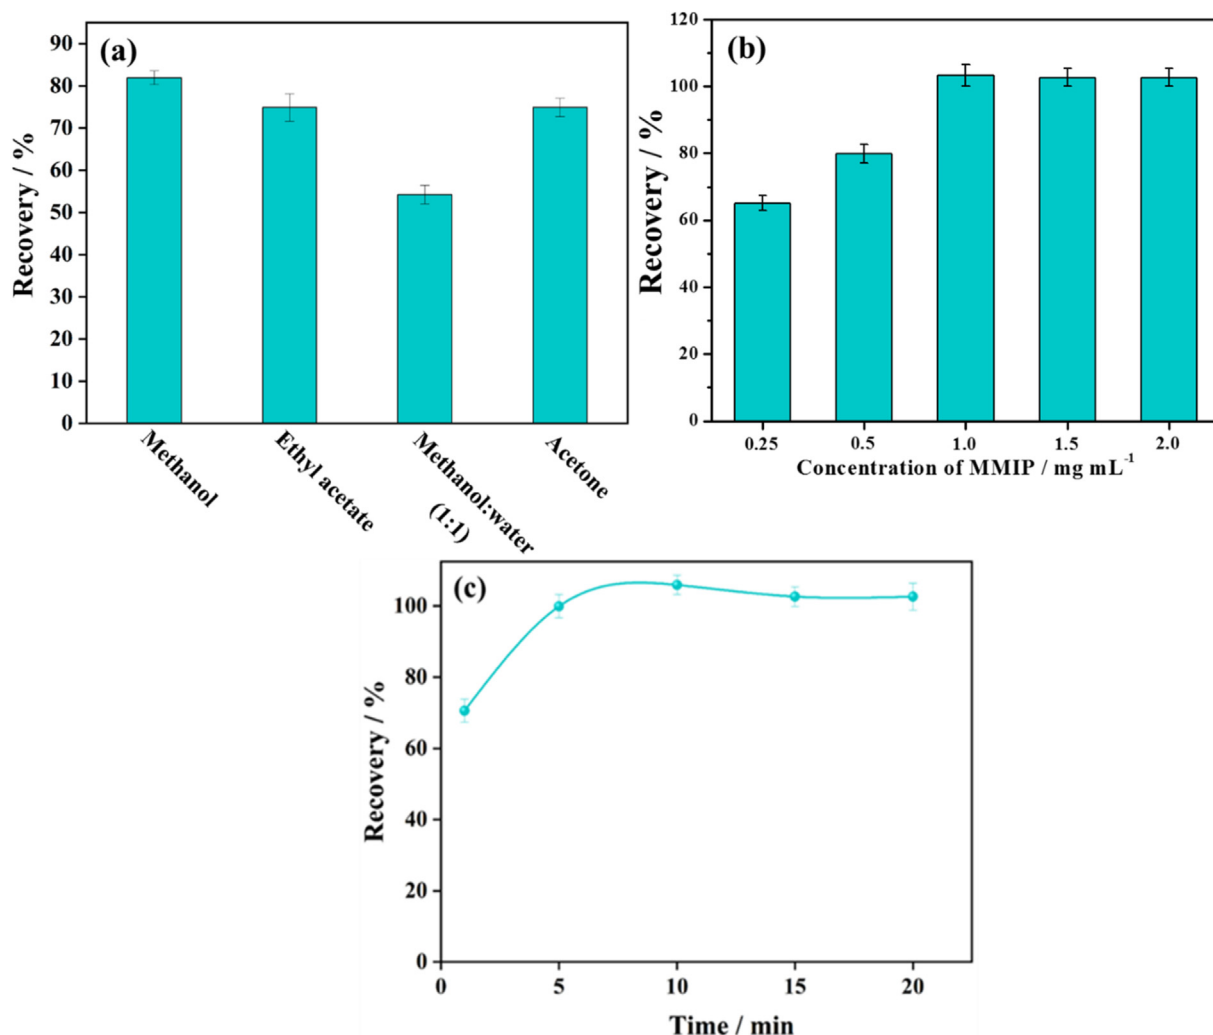 (a)
Recovery / %
90
80
70
60
50
40
30
20
10
0
Methanol
Ethyl acetate
Methanol:water
(1:1)
Acetone
(b)
Recovery / %
120
100
80
60
40
20
0
0.25 0.5 1.0 1.5 2.0
Concentration of MMIP / mg mL⁻¹
(c)
Recovery / %
100
80
60
40
20
0
0 5 10 15 20
Time / min